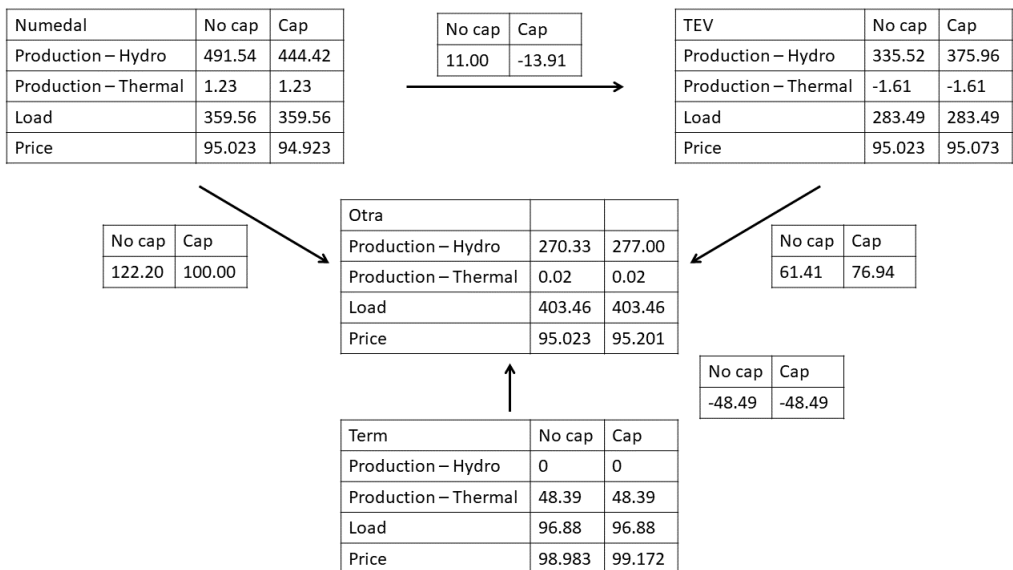 Numedal No cap Cap
Production – Hydro 491.54 444.42
Production – Thermal 1.23 1.23
Load 359.56 359.56
Price 95.023 94.923
No cap Cap
11.00 -13.91
TEV No cap Cap
Production – Hydro 335.52 375.96
Production – Thermal -1.61 -1.61
Load 283.49 283.49
Price 95.023 95.073
No cap Cap
122.20 100.00
Otra
Production – Hydro 270.33 277.00
Production – Thermal 0.02 0.02
Load 403.46 403.46
Price 95.023 95.201
No cap Cap
61.41 76.94
No cap Cap
-48.49 -48.49
Term No cap Cap
Production – Hydro 0 0
Production – Thermal 48.39 48.39
Load 96.88 96.88
Price 98.983 99.172